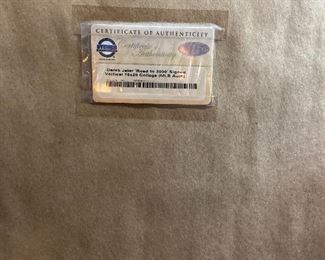 CERTIFICATE OF AUTHENTICITY
Derek Jeter 'Road to 3000' Signed
Vertical 16x20 Collage (MLB Auth)